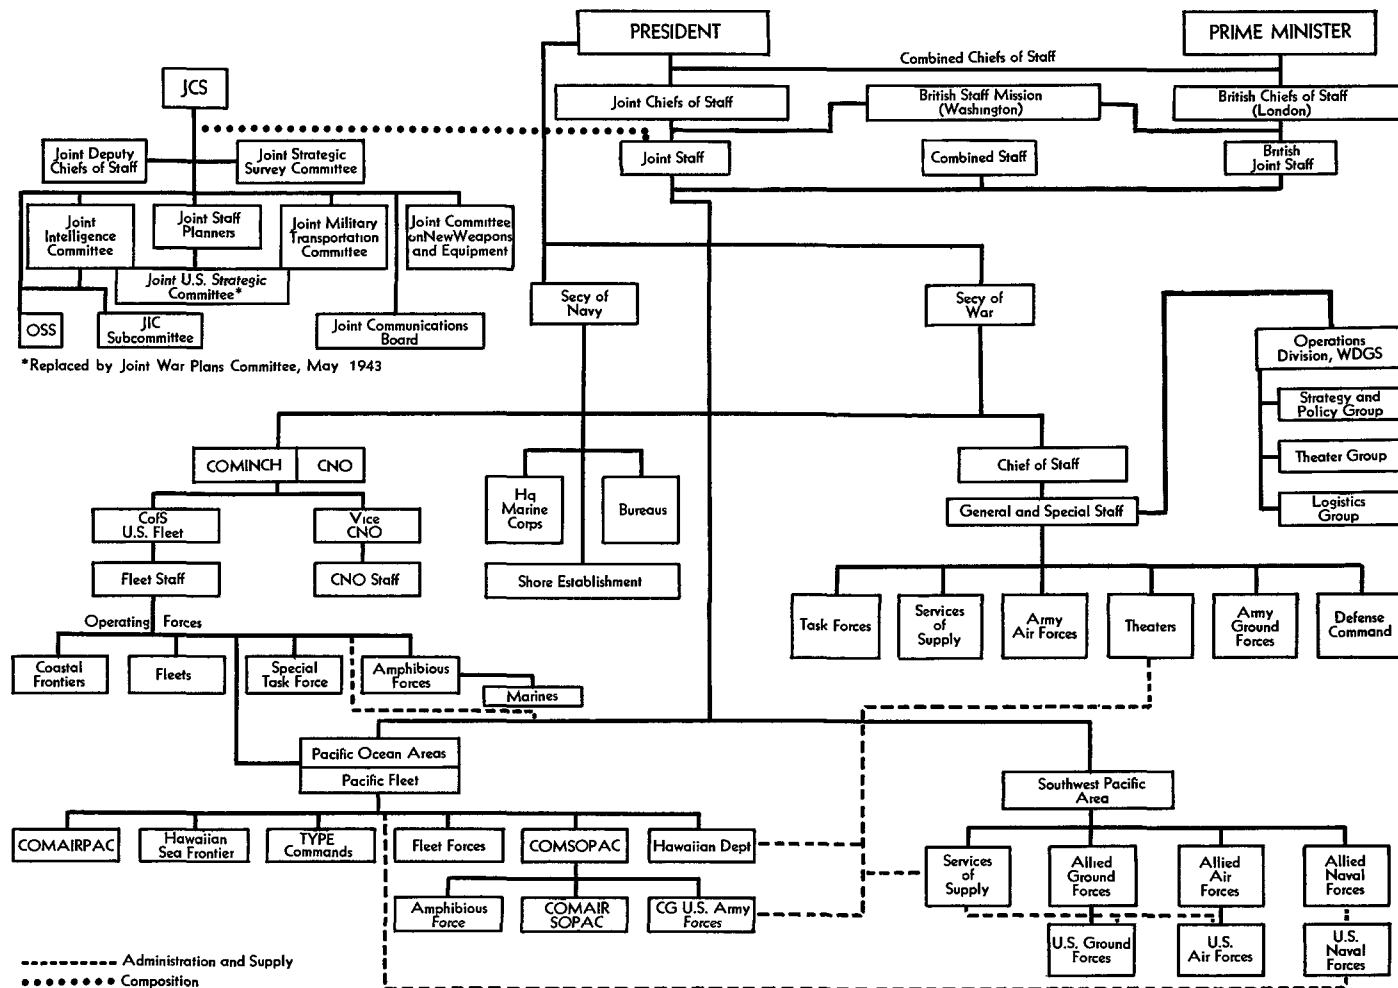 PRESIDENT
PRIME MINISTER
Combined Chiefs of Staff
JCS
Joint Chiefs of Staff
British Staff Mission
(Washington)
British Chiefs of Staff
(London)
Joint Deputy
Chiefs of Staff
Joint Strategic
Survey Committee
Joint Staff
Combined Staff
British
Joint Staff
Joint
Intelligence
Committee
Joint Staff
Planners
Joint Military
Transportation
Committee
Joint Committee
onNewWeapons
and Equipment
Joint U.S. Strategic
Committee*
OSS
JIC
Subcommittee
Joint Communications
Board
*Replaced by Joint War Plans Committee, May 1943
Secy of
Navy
Secy of
War
Operations
Division, WDGS
Strategy and
Policy Group
Theater Group
Logistics
Group
COMINCH
CNO
Hq
Marine
Corps
Bureaus
Chief of Staff
General and Special Staff
CofS
U.S. Fleet
Vice
CNO
Fleet Staff
CNO Staff
Shore Establishment
Operating Forces
Task Forces
Services
of
Supply
Army
Air Forces
Theaters
Army
Ground
Forces
Defense
Command
Coastal
Frontiers
Fleets
Special
Task Force
Amphibious
Forces
Marines
Pacific Ocean Areas
Pacific Fleet
Southwest Pacific
Area
COMAIRPAC
Hawaiian
Sea Frontier
TYPE
Commands
Fleet Forces
COMSOPAC
Hawaiian Dept
Services
of
Supply
Allied
Ground
Forces
Allied
Air
Forces
Allied
Naval
Forces
Amphibious
Force
COMAIR
SOPAC
CG U.S. Army
Forces
U.S. Ground
Forces
U.S.
Air Forces
U.S.
Naval
Forces
Administration and Supply
Composition